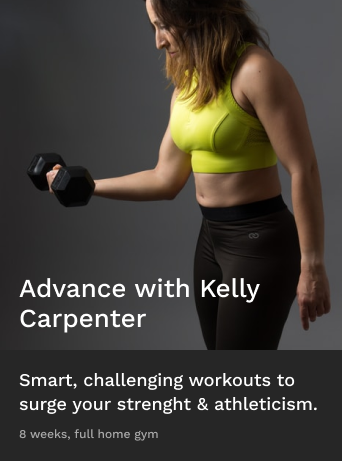 Advance with Kelly
Carpenter
Smart, challenging workouts to
surge your strenght & athleticism.
8 weeks, full home gym